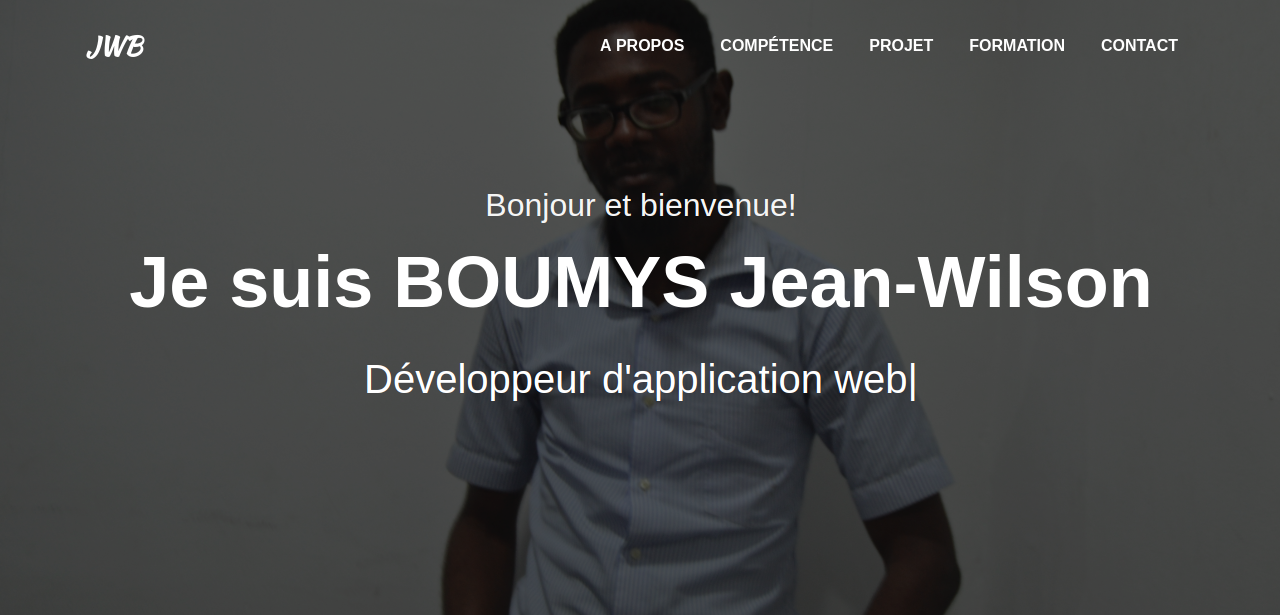 JWB
A PROPOS COMPÉTENCE PROJET FORMATION CONTACT
Bonjour et bienvenue!
Je suis BOUMYS Jean-Wilson
Développeur d'application web|